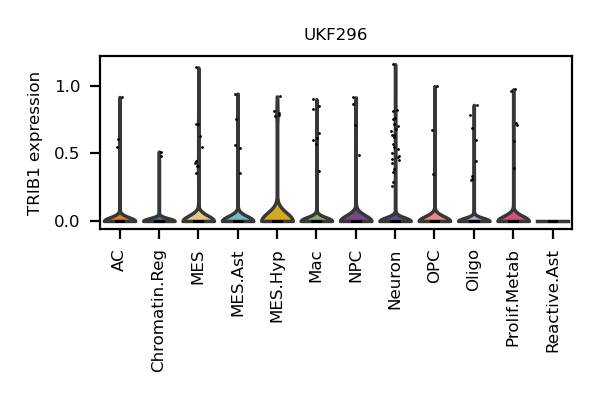 UKF296
TRIB1 expression
1.0
0.5
0.0
AC
Chromatin.Reg
MES
MES.Ast
MES.Hyp
Mac
NPC
Neuron
OPC
Oligo
Prolif.Metab
Reactive.Ast